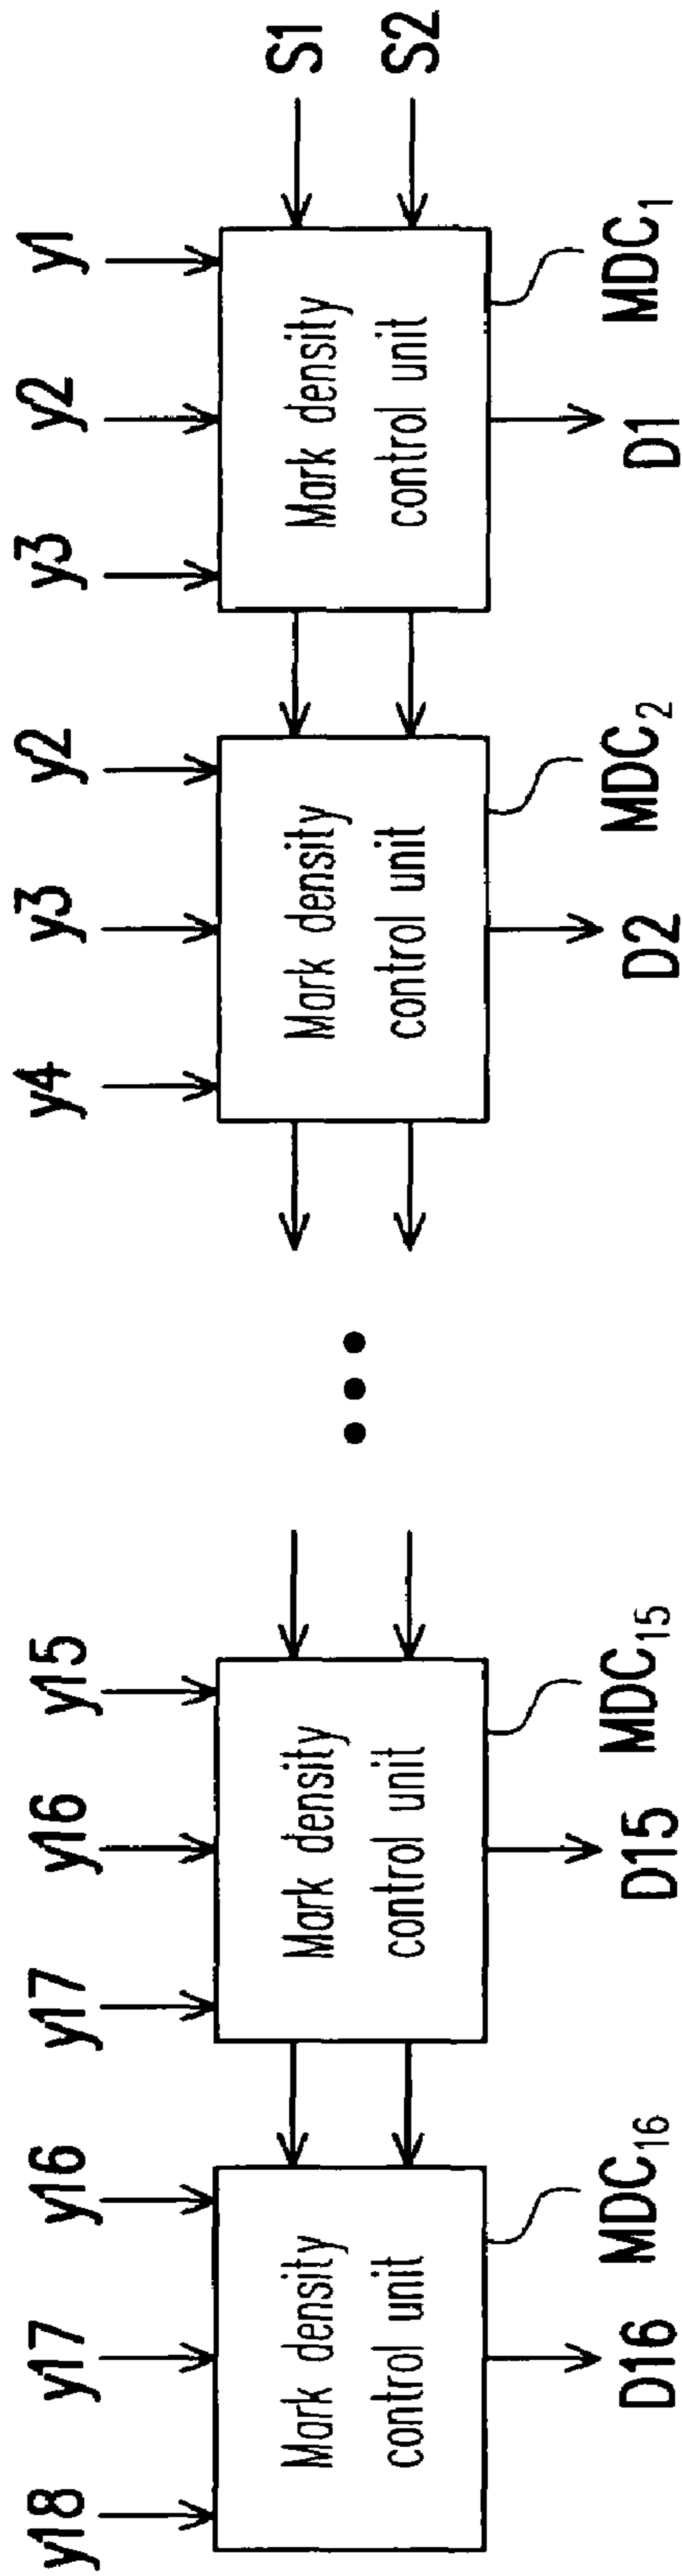 y18 y17 y16 y17 y16 y15 y4 y3 y2 y3 y2 y1
Mark density Mark density Mark density Mark density S1
control unit control unit control unit control unit S2
D16 MDC₁₆ D15 MDC₁₅ D2 MDC₂ D1 MDC₁